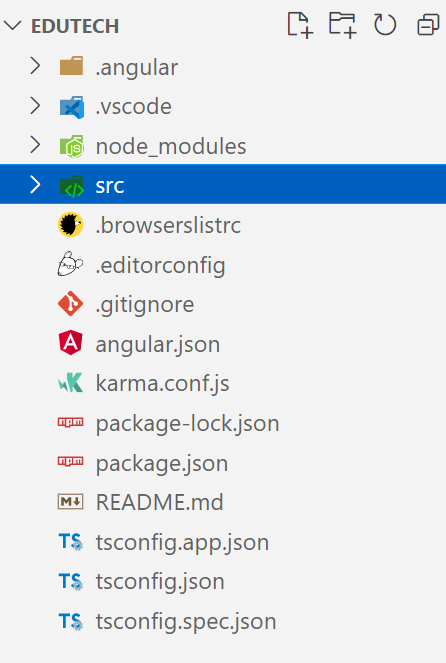 EDUTECH
.angular
.vscode
node_modules
src
.browserslistrc
.editorconfig
.gitignore
angular.json
karma.conf.js
package-lock.json
package.json
README.md
tsconfig.app.json
tsconfig.json
tsconfig.spec.json